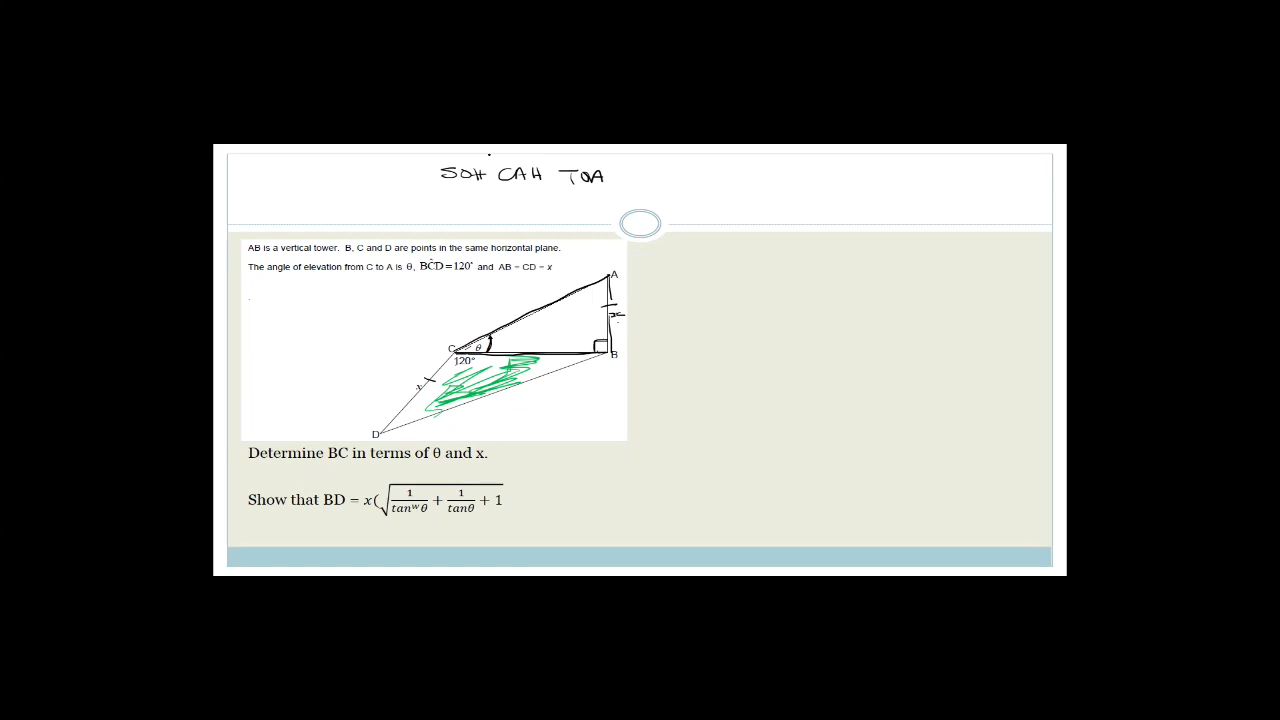 SOH CAH TOA
AB is a vertical tower. B, C and D are points in the same horizontal plane.
The angle of elevation from C to A is θ, BĈD = 120° and AB = CD = x
A
x
C
θ
B
120°
x
D
Determine BC in terms of θ and x.
Show that BD = x(√(1/tanʷθ + 1/tanθ + 1